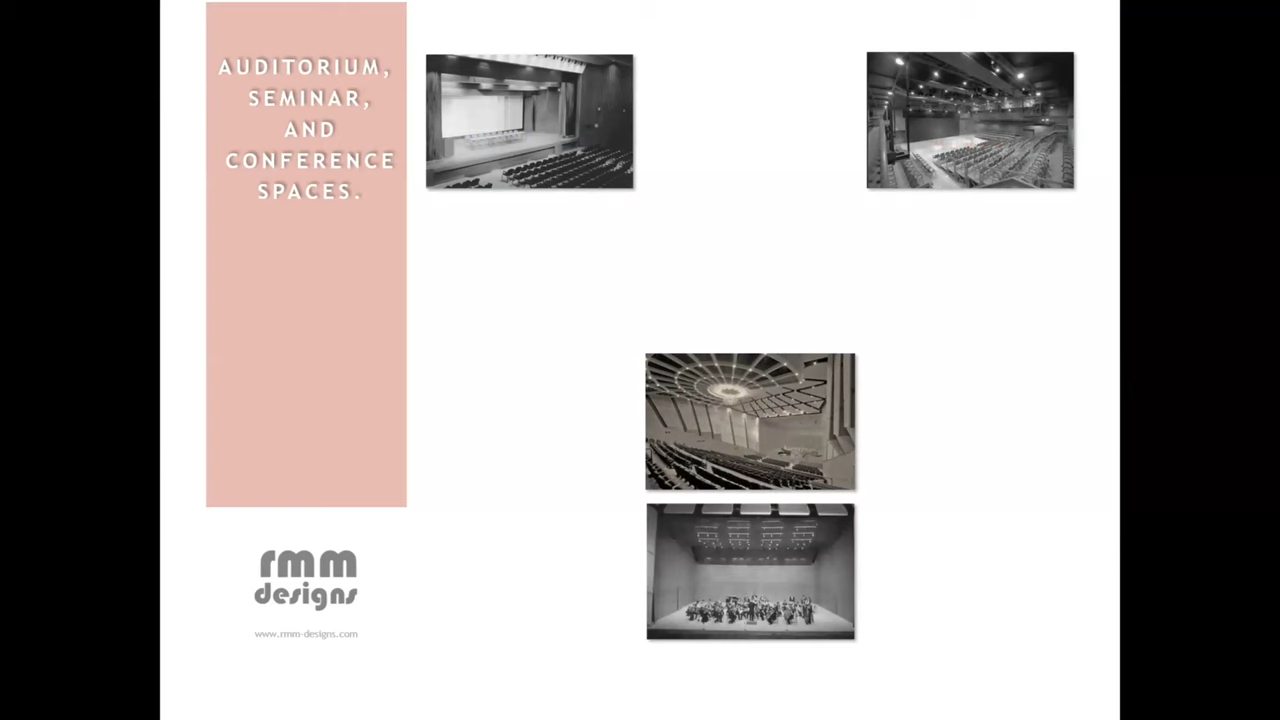 AUDITORIUM,
SEMINAR,
AND
CONFERENCE
SPACES.
rmm
designs
www.rmm-designs.com